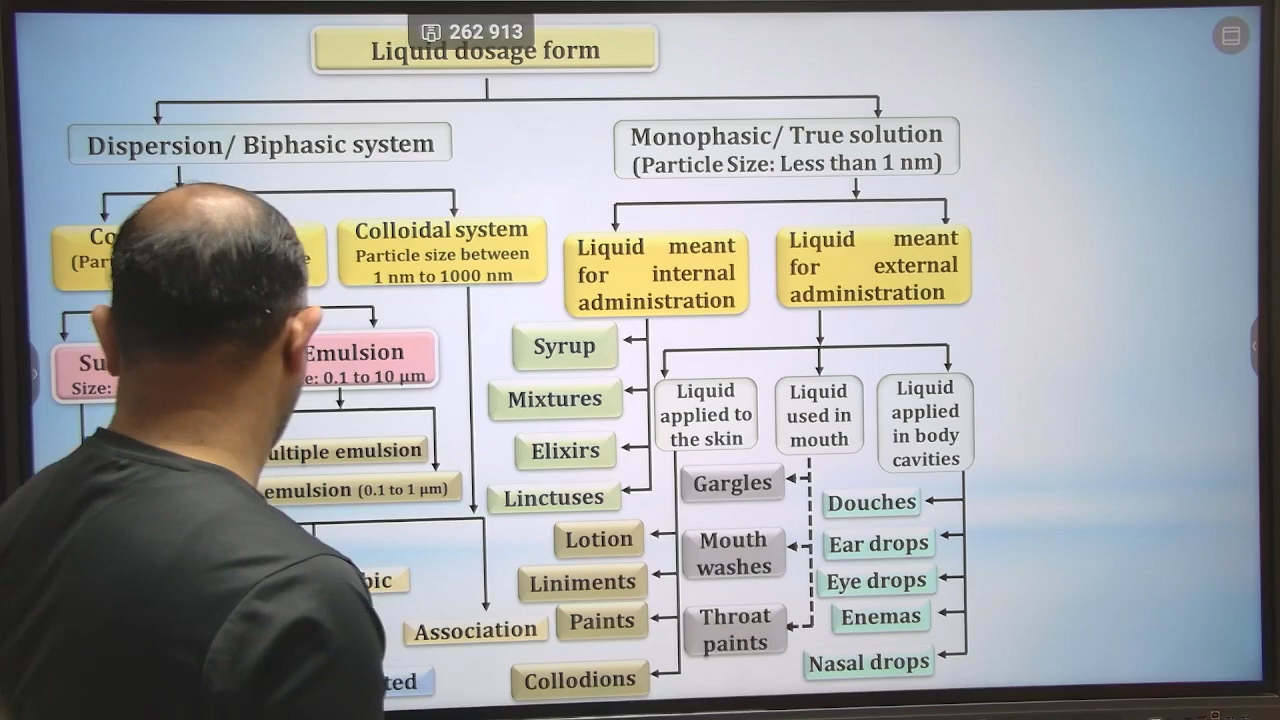 262 913
Liquid dosage form
Dispersion/ Biphasic system
Monophasic/ True solution
(Particle Size: Less than 1 nm)
Colloidal system
Particle size between
1 nm to 1000 nm
Liquid meant
for internal
administration
Liquid meant
for external
administration
Emulsion
0.1 to 10 µm
Size:
emulsion
emulsion (0.1 to 1 µm)
Association
Syrup
Mixtures
Elixirs
Linctuses
Liquid
applied to
the skin
Liquid
used in
mouth
Liquid
applied
in body
cavities
Lotion
Liniments
Paints
Collodions
Gargles
Mouth
washes
Throat
paints
Douches
Ear drops
Eye drops
Enemas
Nasal drops